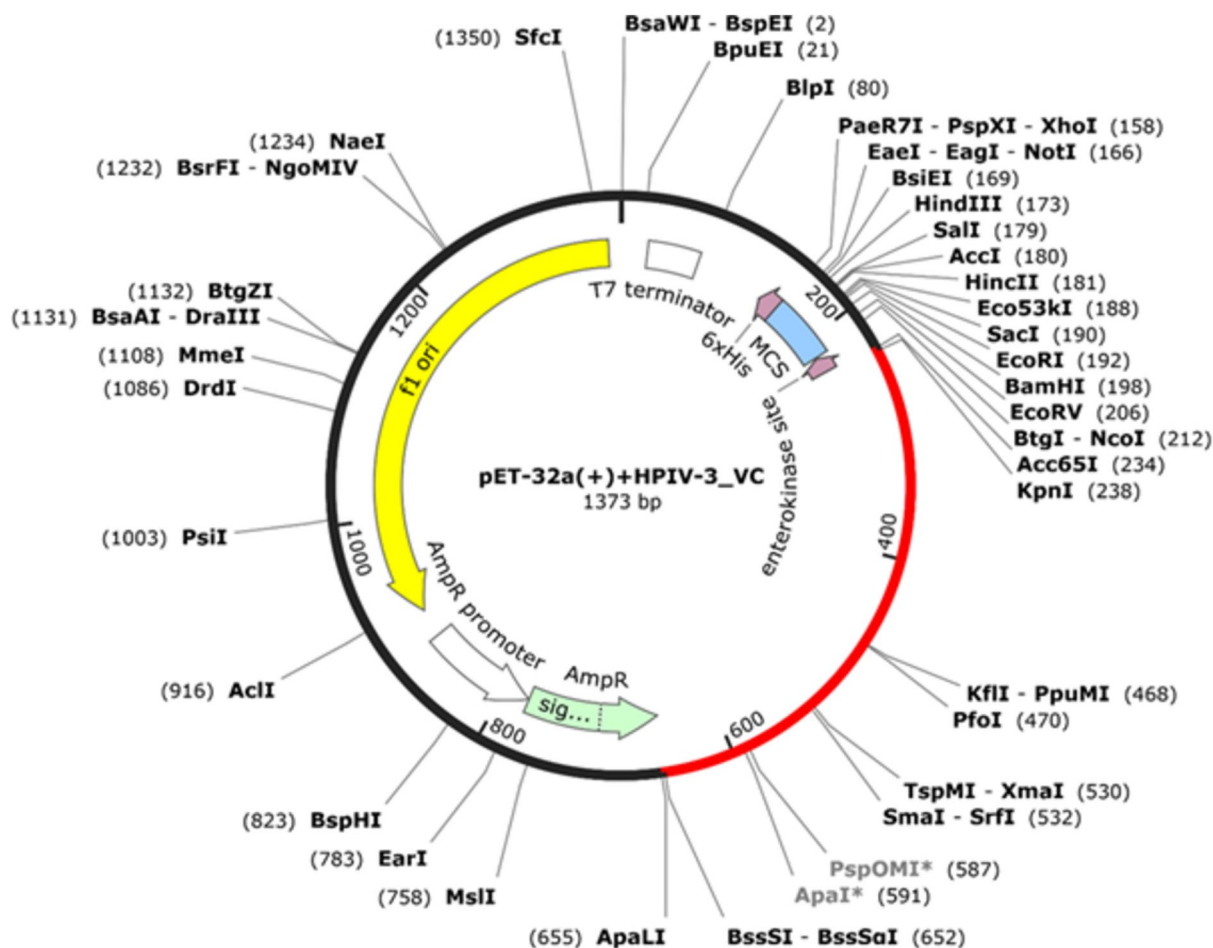 (1350) SfcI
BsaWI - BspEI (2)
BpuEI (21)
BlpI (80)
PaeR7I - PspXI - XhoI (158)
EaeI - EagI - NotI (166)
BsiEI (169)
HindIII (173)
SalI (179)
AccI (180)
HincII (181)
Eco53kI (188)
SacI (190)
EcoRI (192)
BamHI (198)
EcoRV (206)
BtgI - NcoI (212)
Acc65I (234)
KpnI (238)
(1234) NaeI
(1232) BsrFI - NgoMIV
(1132) BtgZI
(1131) BsaAI - DraIII
(1108) MmeI
(1086) DrdI
(1003) PsiI
(916) AclI
(823) BspHI
(783) EarI
(758) MslI
(655) ApaLI
BssSI - BssSαI (652)
ApaI* (591)
PspOMI* (587)
SmaI - SrfI (532)
TspMI - XmaI (530)
PfoI (470)
KflI - PpuMI (468)
200
400
600
800
1000
1200
T7 terminator
6xHis
MCS
enterokinase site
f1 ori
AmpR promoter
AmpR
sig...
pET-32a(+)+HPIV-3_VC
1373 bp